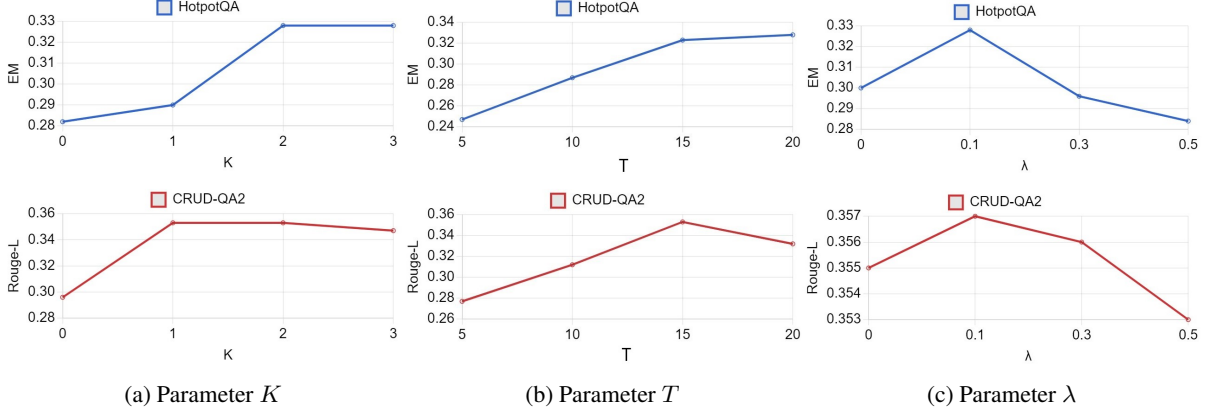 HotpotQA
0.33
0.32
0.31
0.30
0.29
0.28
EM
0 1 2 3
K
HotpotQA
0.34
0.32
0.30
0.28
0.26
0.24
EM
5 10 15 20
T
HotpotQA
0.33
0.32
0.31
0.30
0.29
0.28
EM
0 0.1 0.3 0.5
λ
CRUD-QA2
0.36
0.34
0.32
0.30
0.28
Rouge-L
0 1 2 3
K
CRUD-QA2
0.36
0.34
0.32
0.30
0.28
0.26
Rouge-L
5 10 15 20
T
CRUD-QA2
0.357
0.356
0.355
0.354
0.353
Rouge-L
0 0.1 0.3 0.5
λ
(a) Parameter K
(b) Parameter T
(c) Parameter λ